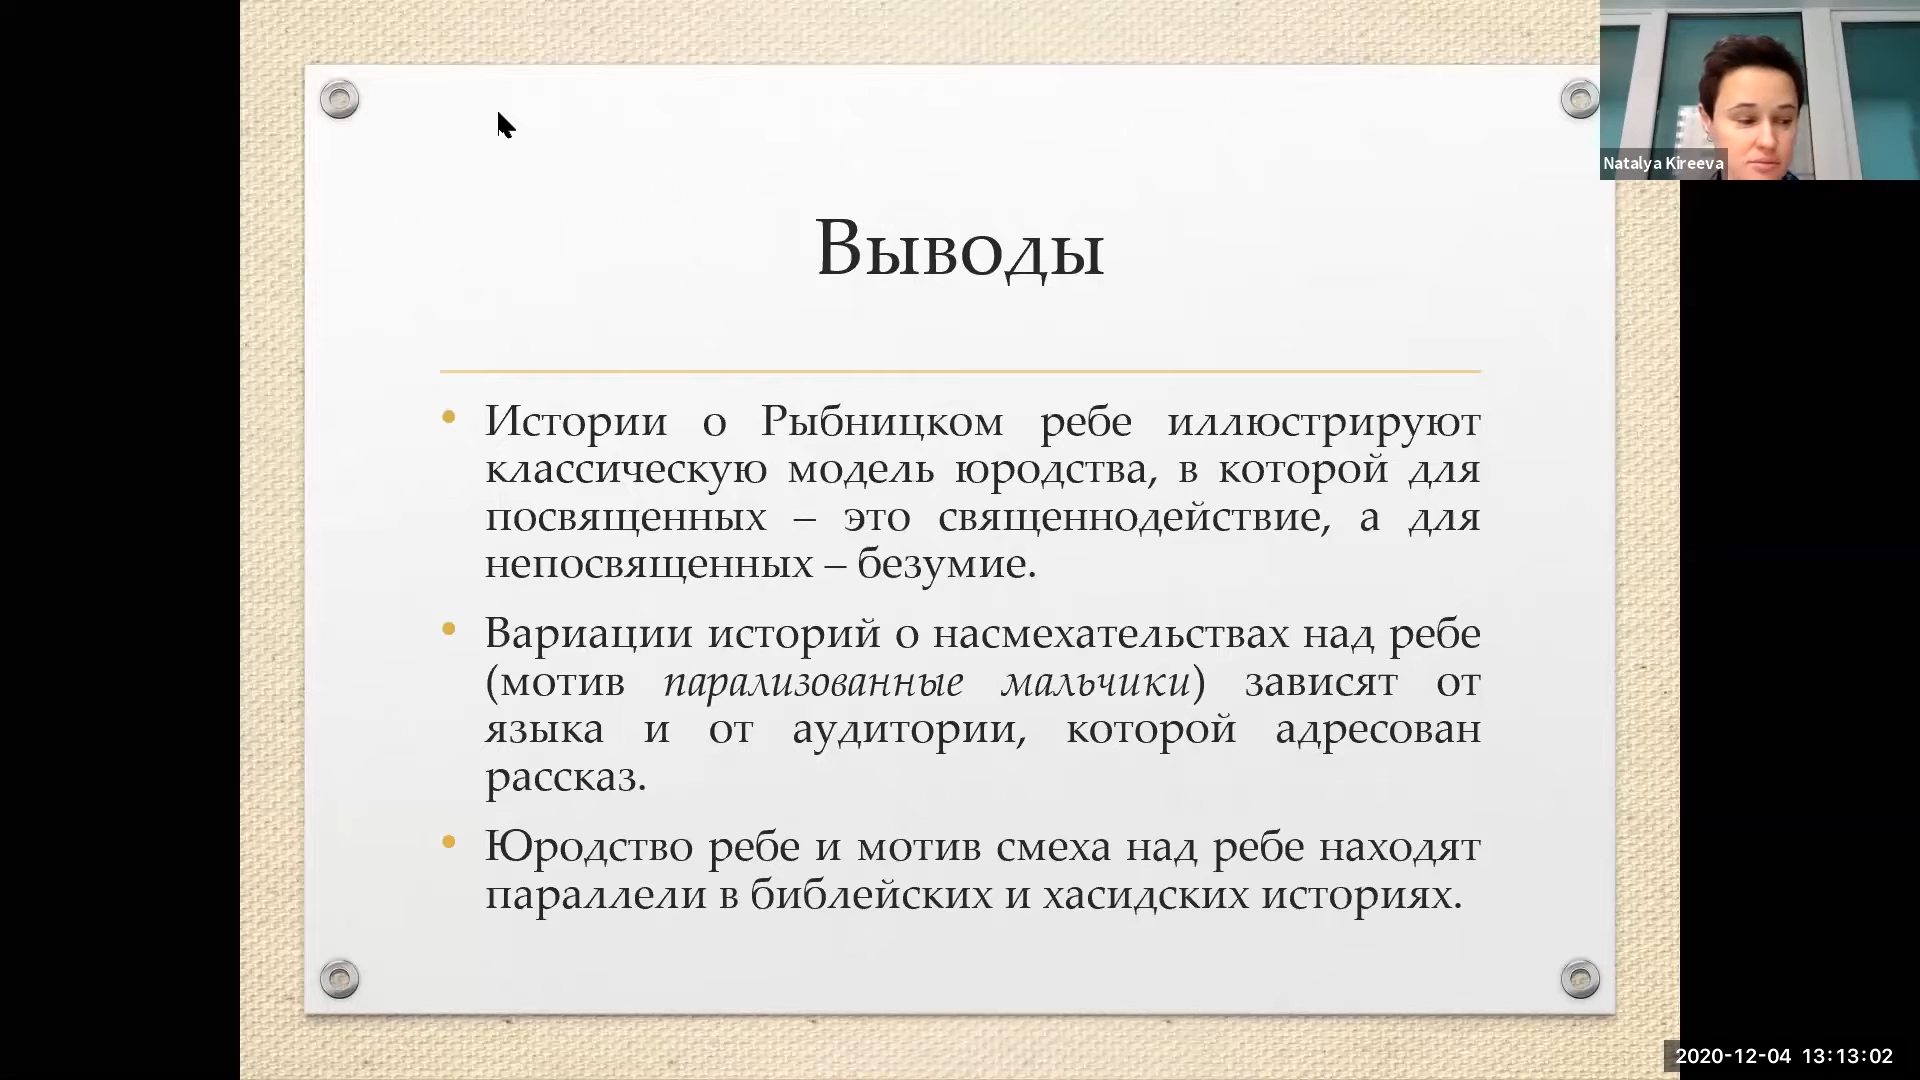 Natalya Kireeva
Выводы
• Истории о Рыбницком ребе иллюстрируют
классическую модель юродства, в которой для
посвященных – это священнодействие, а для
непосвященных – безумие.
• Вариации историй о насмехательствах над ребе
(мотив парализованные мальчики) зависят от
языка и от аудитории, которой адресован
рассказ.
• Юродство ребе и мотив смеха над ребе находят
параллели в библейских и хасидских историях.
2020-12-04 13:13:02